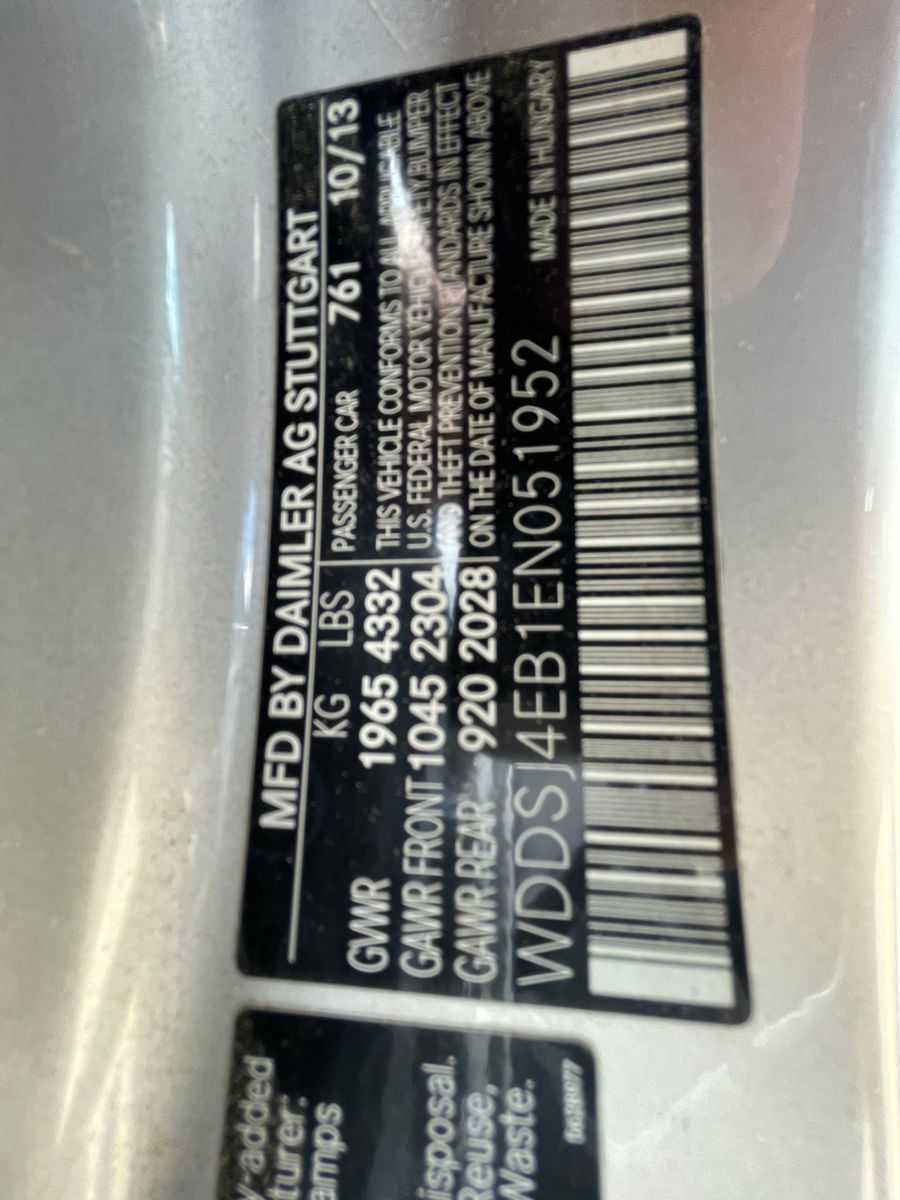 MFD BY DAIMLER AG STUTTGART
KG LBS PASSENGER CAR 761 10/13
GVWR 1965 4332 THIS VEHICLE CONFORMS TO ALL APPLICABLE
GAWR FRONT 1045 2304 U.S. FEDERAL MOTOR VEHICLE SAFETY, BUMPER
AND THEFT PREVENTION STANDARDS IN EFFECT
GAWR REAR 920 2028 ON THE DATE OF MANUFACTURE SHOWN ABOVE
WDDSJ4EB1EN051952 MADE IN HUNGARY
y-added
turer:
amps
isposal.
Reuse,
Waste.